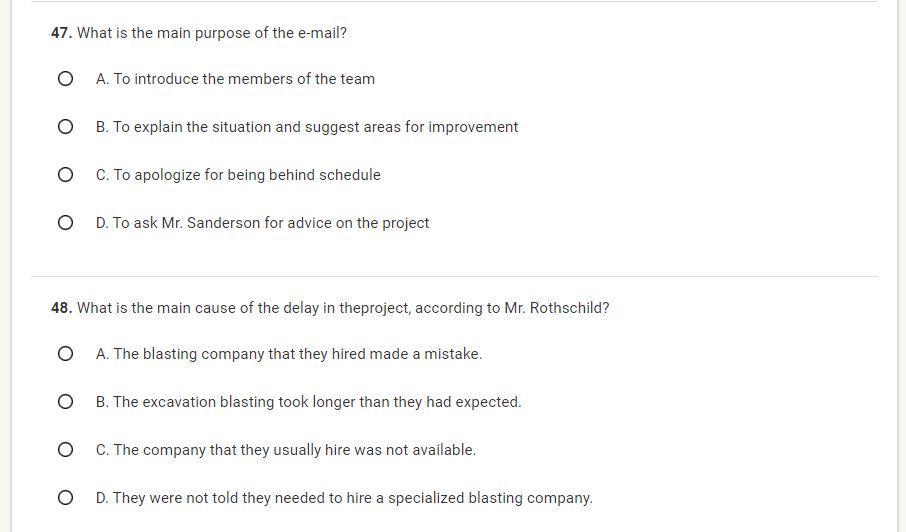 47. What is the main purpose of the e-mail?
A. To introduce the members of the team
B. To explain the situation and suggest areas for improvement
C. To apologize for being behind schedule
D. To ask Mr. Sanderson for advice on the project
48. What is the main cause of the delay in theproject, according to Mr. Rothschild?
A. The blasting company that they hired made a mistake.
B. The excavation blasting took longer than they had expected.
C. The company that they usually hire was not available.
D. They were not told they needed to hire a specialized blasting company.